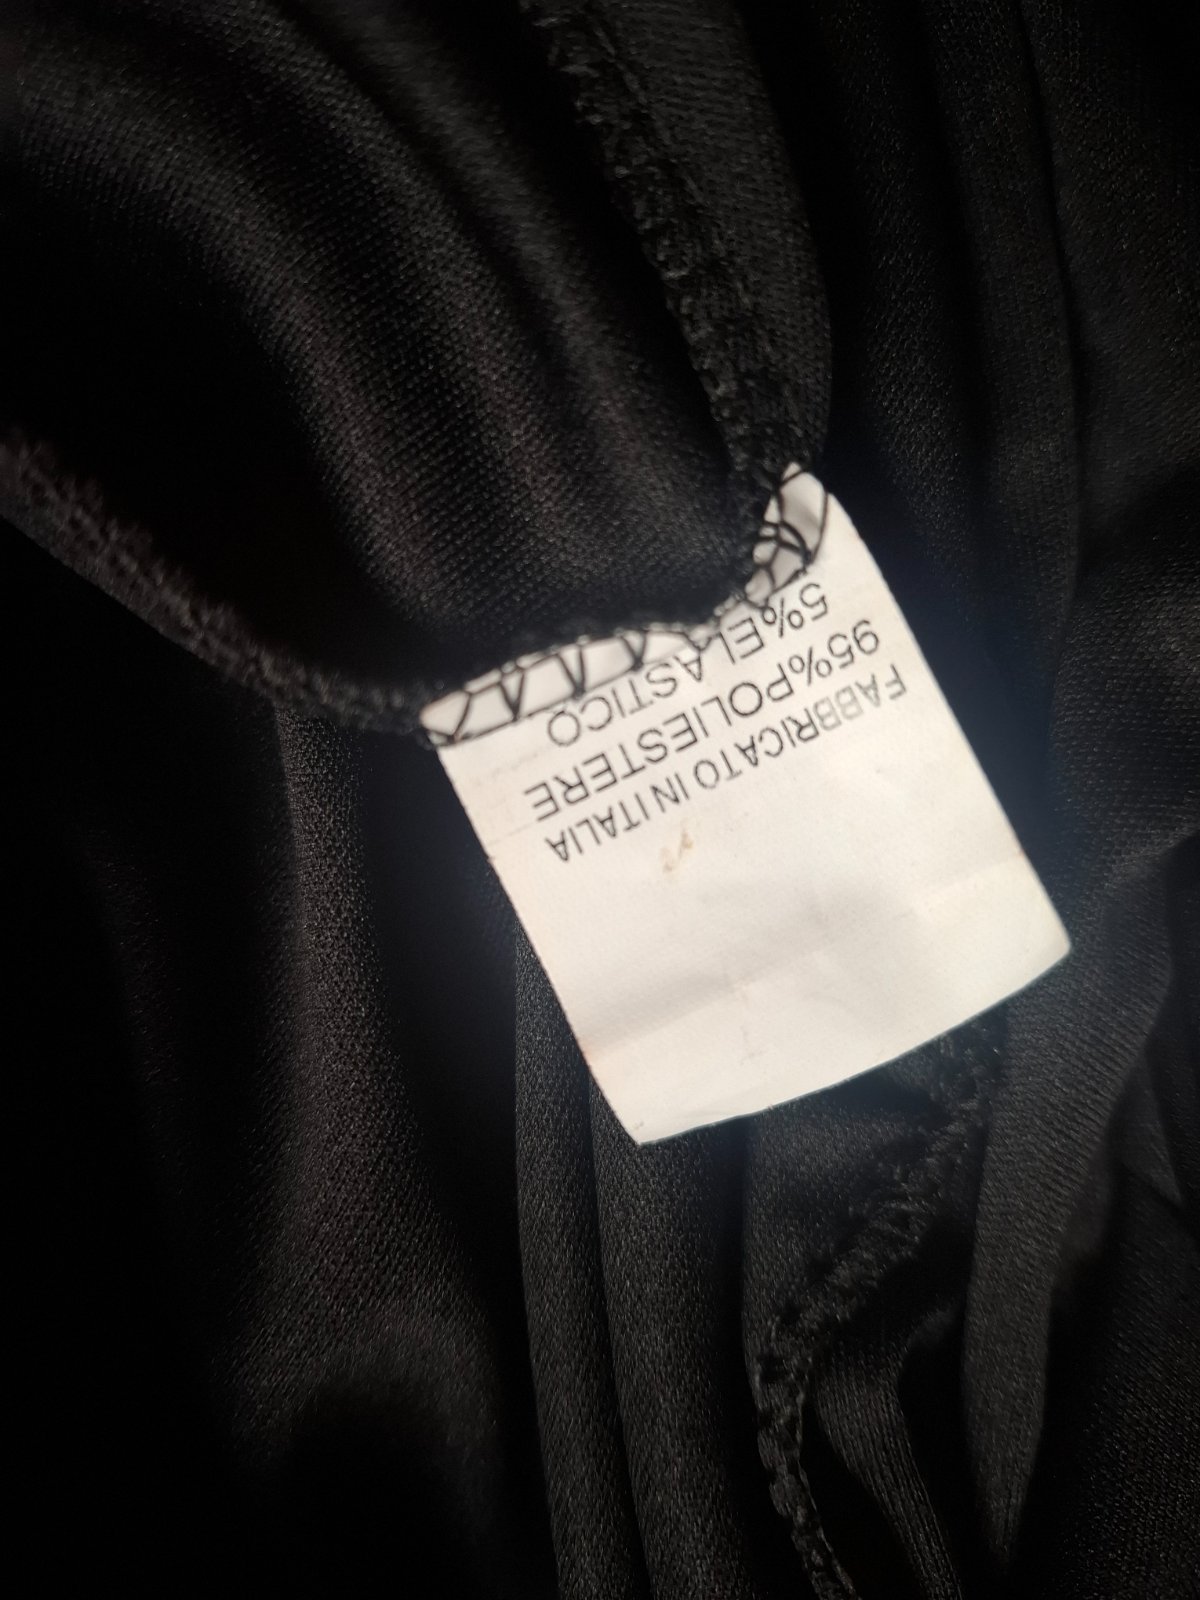 FABBRICATO IN ITALIA
95%POLIESTERE
5%ELASTICO